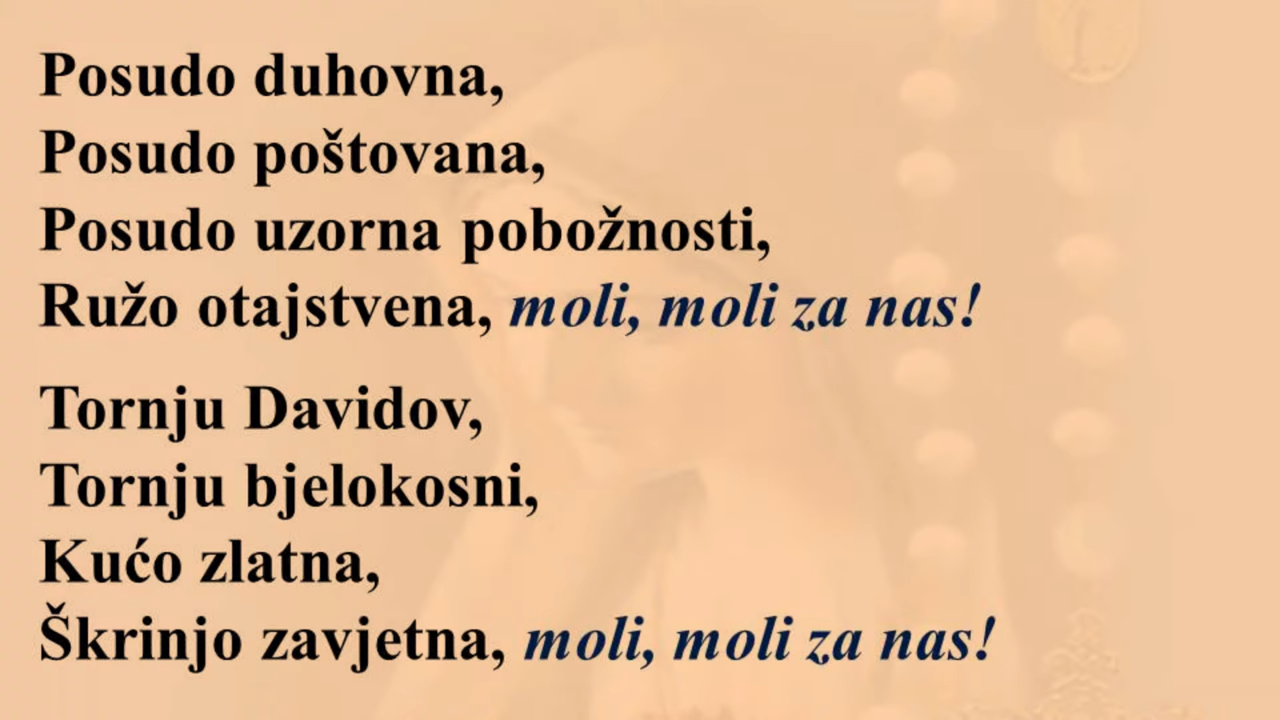 Posudo duhovna,
Posudo poštovana,
Posudo uzorna pobožnosti,
Ružo otajstvena, moli, moli za nas!
Tornju Davidov,
Tornju bjelokosni,
Kućo zlatna,
Škrinjo zavjetna, moli, moli za nas!